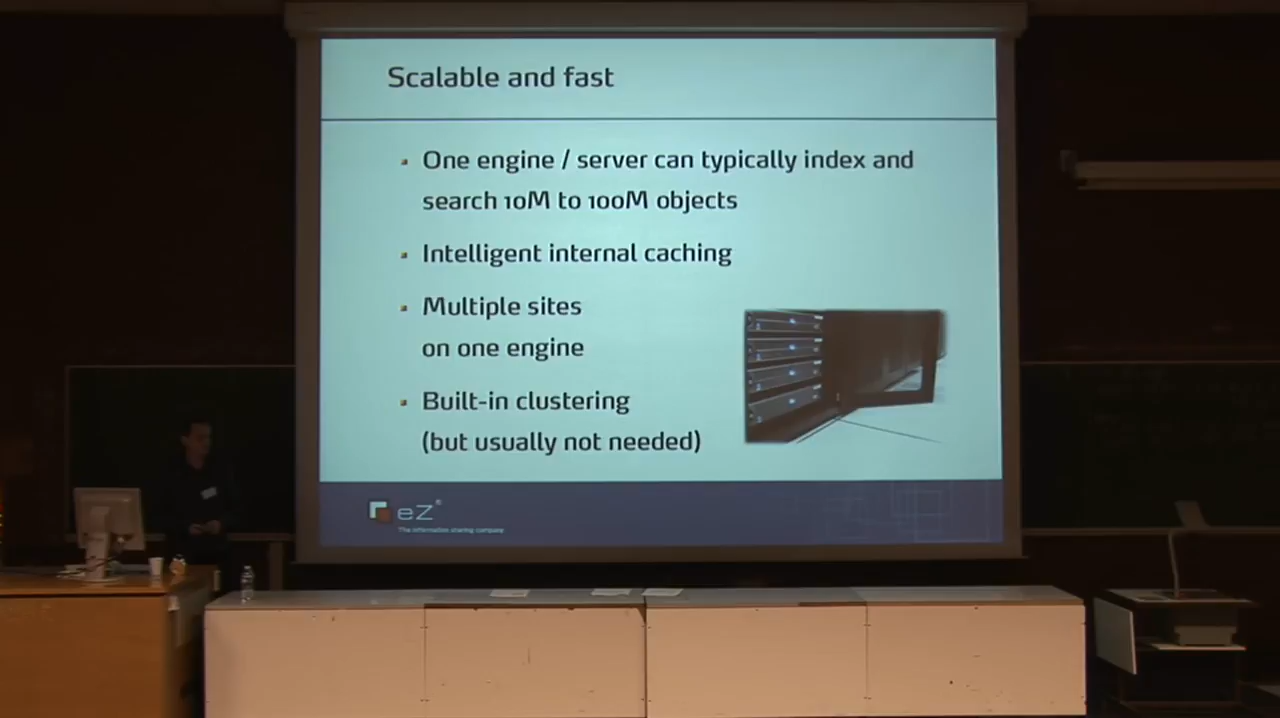 Scalable and fast
One engine / server can typically index and
search 10M to 100M objects
Intelligent internal caching
Multiple sites
on one engine
Built-in clustering
(but usually not needed)
eZ®
The information sharing company